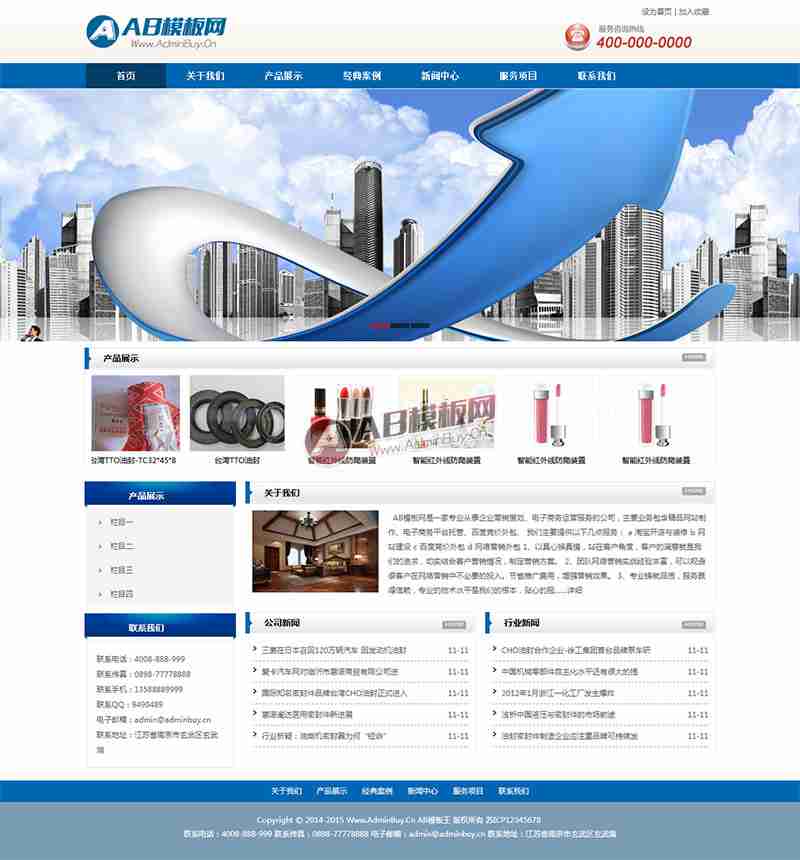 设为首页 | 加入收藏
AB模板网
Www.AdminBuy.Cn
服务咨询热线
400-000-0000
首页 关于我们 产品展示 经典案例 新闻中心 服务项目 联系我们
产品展示
AB模板网
Www.AdminBuy.Cn
台湾TTO油封-TC32*45*8 台湾TTO油封 智能红外线防爬装置 智能红外线防爬装置 智能红外线防爬装置 智能红外线防爬装置
产品展示
栏目一
栏目二
栏目三
栏目四
关于我们
AB模板网是一家专业从事企业营销策划、电子商务运营服务的公司，主要业务包含精品网站制
作、电子商务平台托管、百度竞价外包。 我们主要提供以下几点服务： a 淘宝开店与装修 b 网
站建设 c 百度竞价外包 d 网络营销外包 1、以真心换真情，站在客户角度，客户的满意就是我
们的追求，切实结合客户营销情况，制定营销方案。 2、团队网络营销实战经验丰富，可以规避
很客户在网络营销中不必要的投入。节省推广费用，增强营销效果。 3、专业铸就品质，服务赢
得信赖，专业的技术水平是我们的根本，贴心的服......详细
联系我们
联系电话：4008-888-999
联系传真：0898-77778888
联系手机：13588889999
联系QQ：9490489
电子邮箱：admin@adminbuy.cn
联系地址：江苏省南京市玄武区玄武
湖
公司新闻
三菱在日本召回120万辆汽车 因发动机油封 11-11
爱卡汽车网对临沂市慕诺商贸有限公司进 11-11
国际知名密封件品牌台湾CHO油封正式进入 11-11
慕诺阐达医用密封件新进展 11-11
行业析疑：油南机密封器为何“短命” 11-11
行业新闻
CHO油封合作企业-徐工集团首台品牌泵车研 11-11
中国机械零部件自主化水平还有很大的提 11-11
2012年1月浙江一化工厂发生爆炸 11-11
浅析中国液压与密封件的市场前途 11-11
油封密封件制造企业应注重品牌可持续发 11-11
关于我们 产品展示 经典案例 新闻中心 服务项目 联系我们
Copyright © 2014-2015 Www.AdminBuy.Cn AB模板王 版权所有 苏ICP12345678
联系电话：4008-888-999 联系传真：0898-77778888 电子邮箱：admin@adminbuy.cn 联系地址：江苏省南京市玄武区玄武湖